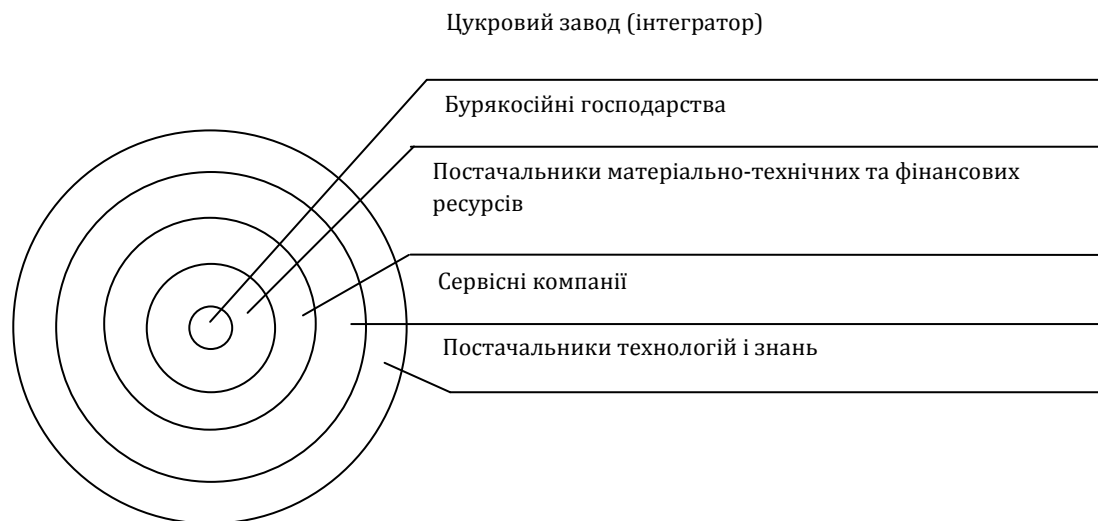 Цукровий завод (інтегратор)
Бурякосійні господарства
Постачальники матеріально-технічних та фінансових
ресурсів
Сервісні компанії
Постачальники технологій і знань